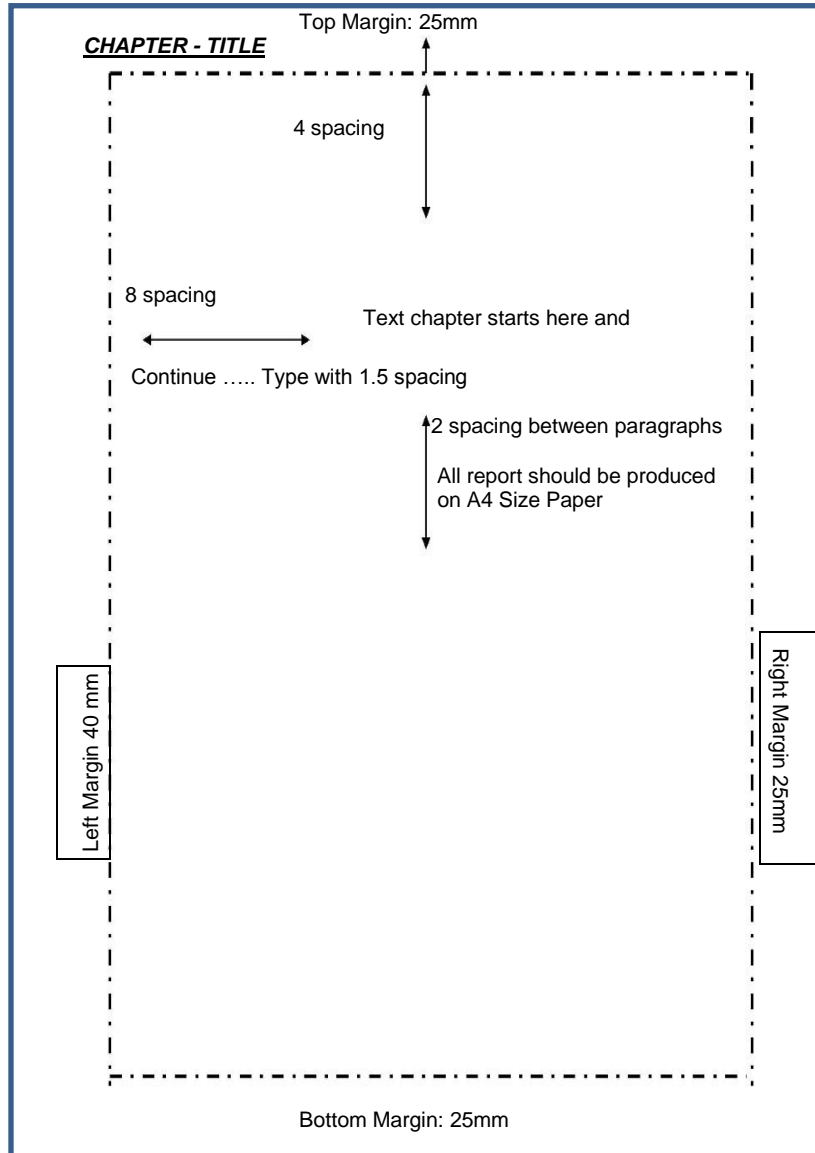 Top Margin: 25mm
CHAPTER - TITLE
4 spacing
8 spacing
Text chapter starts here and
Continue ….. Type with 1.5 spacing
2 spacing between paragraphs
All report should be produced
on A4 Size Paper
Left Margin 40 mm
Right Margin 25mm
Bottom Margin: 25mm